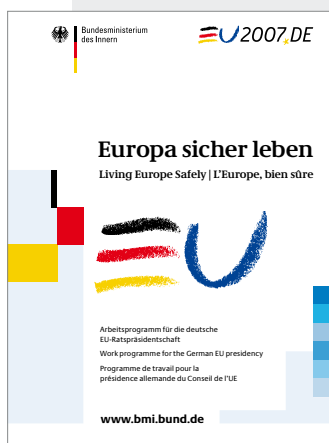 Bundesministerium
des Innern
EU2007.DE
Europa sicher leben
Living Europe Safely | L'Europe, bien sûre
EU
Arbeitsprogramm für die deutsche
EU-Ratspräsidentschaft
Work programme for the German EU presidency
Programme de travail pour la
présidence allemande du Conseil de l'UE
www.bmi.bund.de